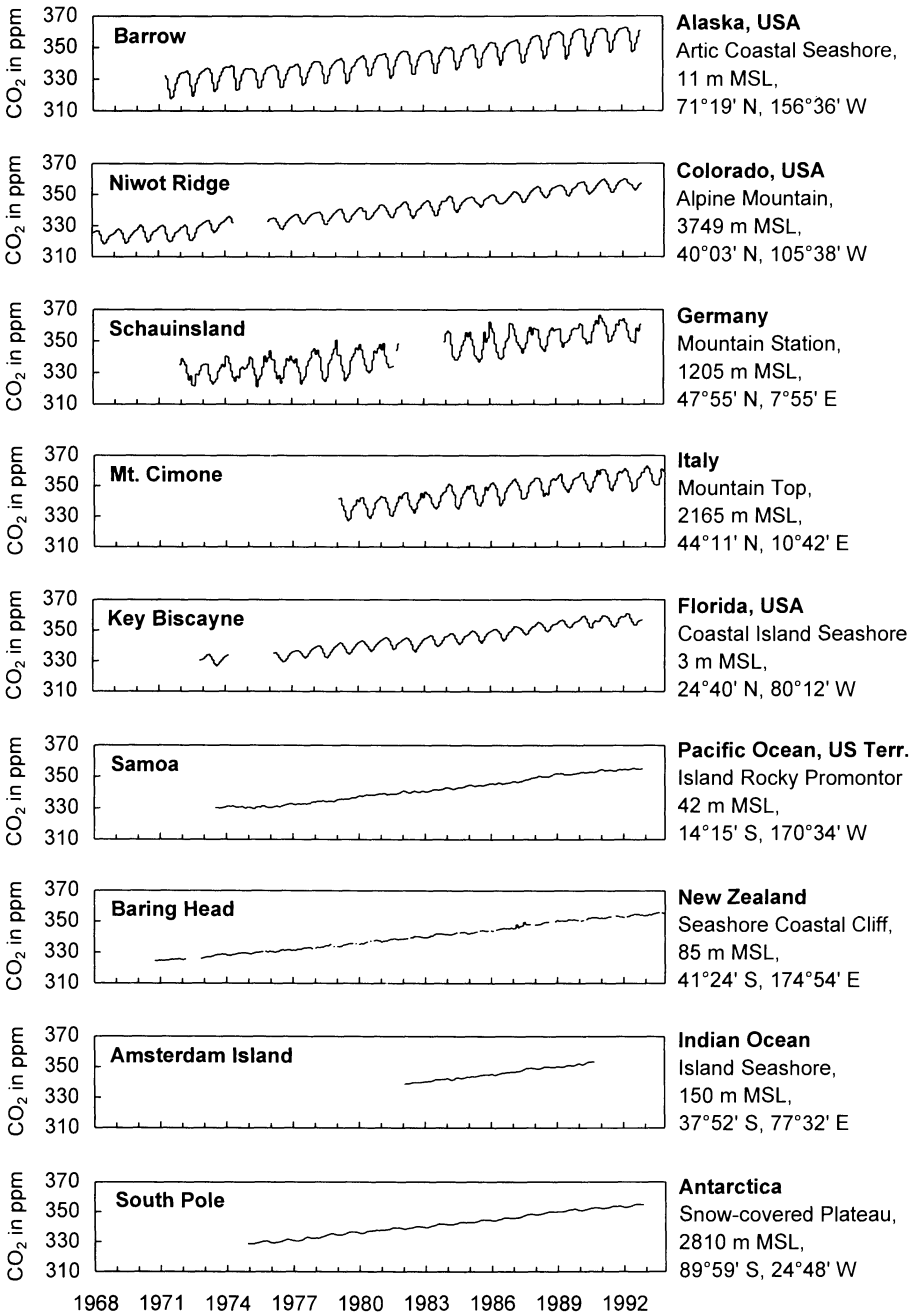 CO2 in ppm
370
350
330
310
Barrow
Alaska, USA
Artic Coastal Seashore,
11 m MSL,
71°19' N, 156°36' W
CO2 in ppm
370
350
330
310
Niwot Ridge
Colorado, USA
Alpine Mountain,
3749 m MSL,
40°03' N, 105°38' W
CO2 in ppm
370
350
330
310
Schauinsland
Germany
Mountain Station,
1205 m MSL,
47°55' N, 7°55' E
CO2 in ppm
370
350
330
310
Mt. Cimone
Italy
Mountain Top,
2165 m MSL,
44°11' N, 10°42' E
CO2 in ppm
370
350
330
310
Key Biscayne
Florida, USA
Coastal Island Seashore
3 m MSL,
24°40' N, 80°12' W
CO2 in ppm
370
350
330
310
Samoa
Pacific Ocean, US Terr.
Island Rocky Promontor
42 m MSL,
14°15' S, 170°34' W
CO2 in ppm
370
350
330
310
Baring Head
New Zealand
Seashore Coastal Cliff,
85 m MSL,
41°24' S, 174°54' E
CO2 in ppm
370
350
330
310
Amsterdam Island
Indian Ocean
Island Seashore,
150 m MSL,
37°52' S, 77°32' E
CO2 in ppm
370
350
330
310
South Pole
Antarctica
Snow-covered Plateau,
2810 m MSL,
89°59' S, 24°48' W
1968 1971 1974 1977 1980 1983 1986 1989 1992